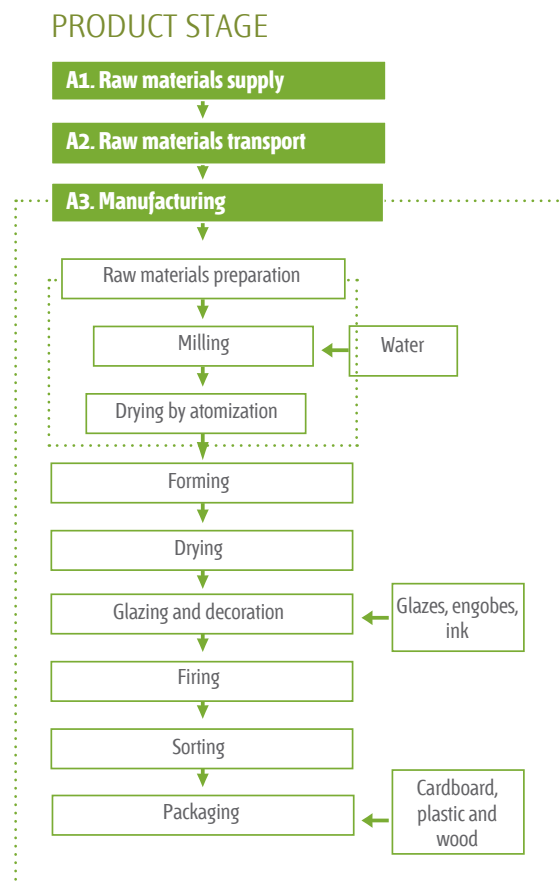 PRODUCT STAGE
A1. Raw materials supply
A2. Raw materials transport
A3. Manufacturing
Raw materials preparation
Milling
Water
Drying by atomization
Forming
Drying
Glazing and decoration
Glazes, engobes,
ink
Firing
Sorting
Packaging
Cardboard,
plastic and
wood